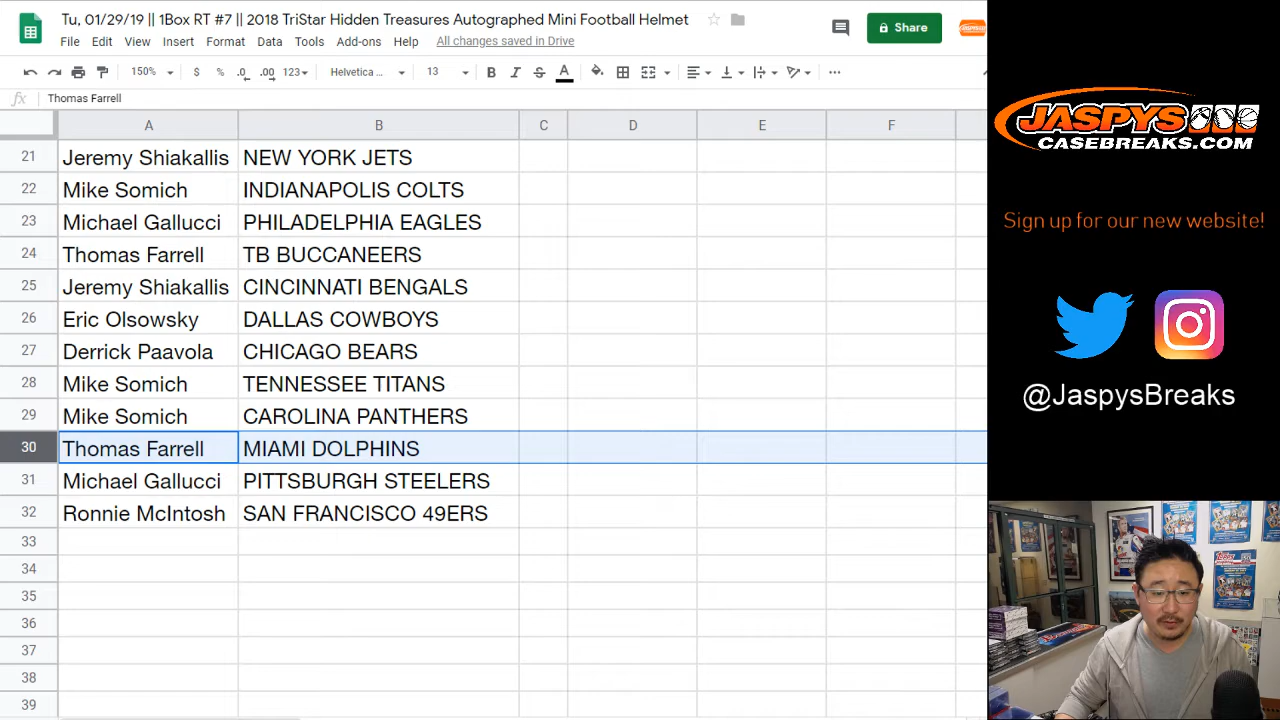 Tu, 01/29/19 || 1Box RT #7 || 2018 TriStar Hidden Treasures Autographed Mini Football Helmet
File Edit View Insert Format Data Tools Add-ons Help All changes saved in Drive
Share
150% $ % .0 .00 123 Helvetica ... 13 B I S A
fx Thomas Farrell
A B C D E F
21 Jeremy Shiakallis NEW YORK JETS
22 Mike Somich INDIANAPOLIS COLTS
23 Michael Gallucci PHILADELPHIA EAGLES
24 Thomas Farrell TB BUCCANEERS
25 Jeremy Shiakallis CINCINNATI BENGALS
26 Eric Olsowsky DALLAS COWBOYS
27 Derrick Paavola CHICAGO BEARS
28 Mike Somich TENNESSEE TITANS
29 Mike Somich CAROLINA PANTHERS
30 Thomas Farrell MIAMI DOLPHINS
31 Michael Gallucci PITTSBURGH STEELERS
32 Ronnie McIntosh SAN FRANCISCO 49ERS
33
34
35
36
37
38
39
JASPYS
CASEBREAKS.COM
Sign up for our new website!
@JaspysBreaks